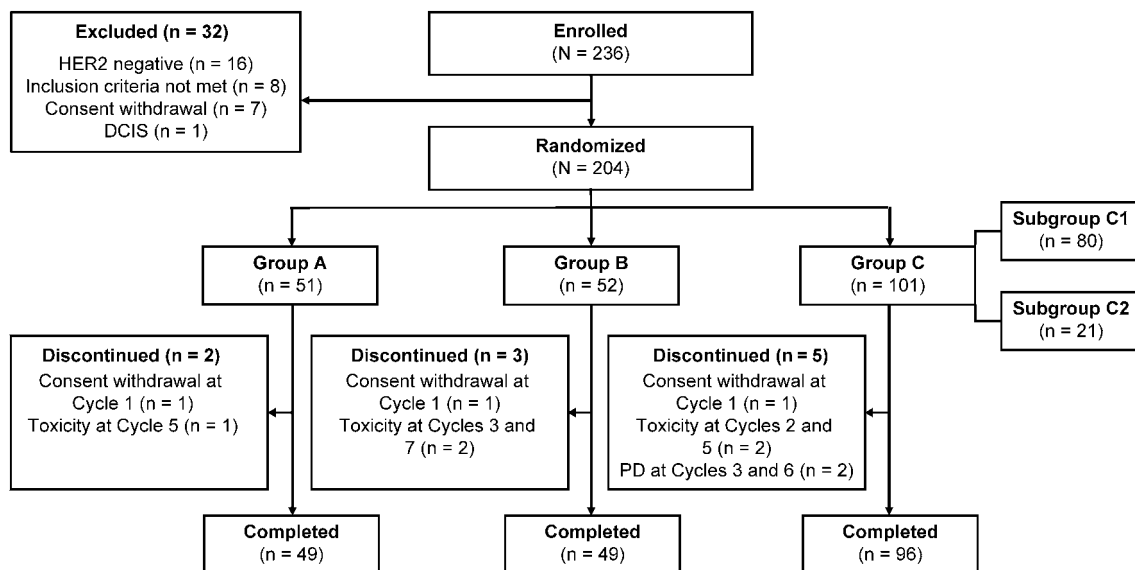 Excluded (n = 32)
HER2 negative (n = 16)
Inclusion criteria not met (n = 8)
Consent withdrawal (n = 7)
DCIS (n = 1)
Enrolled
(N = 236)
Randomized
(N = 204)
Group A
(n = 51)
Group B
(n = 52)
Group C
(n = 101)
Subgroup C1
(n = 80)
Subgroup C2
(n = 21)
Discontinued (n = 2)
Consent withdrawal at
Cycle 1 (n = 1)
Toxicity at Cycle 5 (n = 1)
Discontinued (n = 3)
Consent withdrawal at
Cycle 1 (n = 1)
Toxicity at Cycles 3 and
7 (n = 2)
Discontinued (n = 5)
Consent withdrawal at
Cycle 1 (n = 1)
Toxicity at Cycles 2 and
5 (n = 2)
PD at Cycles 3 and 6 (n = 2)
Completed
(n = 49)
Completed
(n = 49)
Completed
(n = 96)